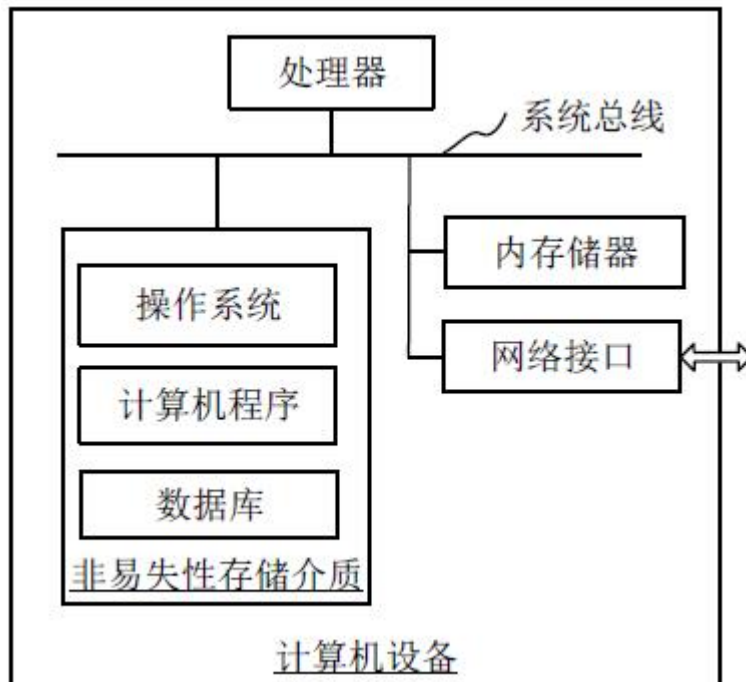 处理器
系统总线
内存储器
操作系统
网络接口
计算机程序
数据库
非易失性存储介质
计算机设备